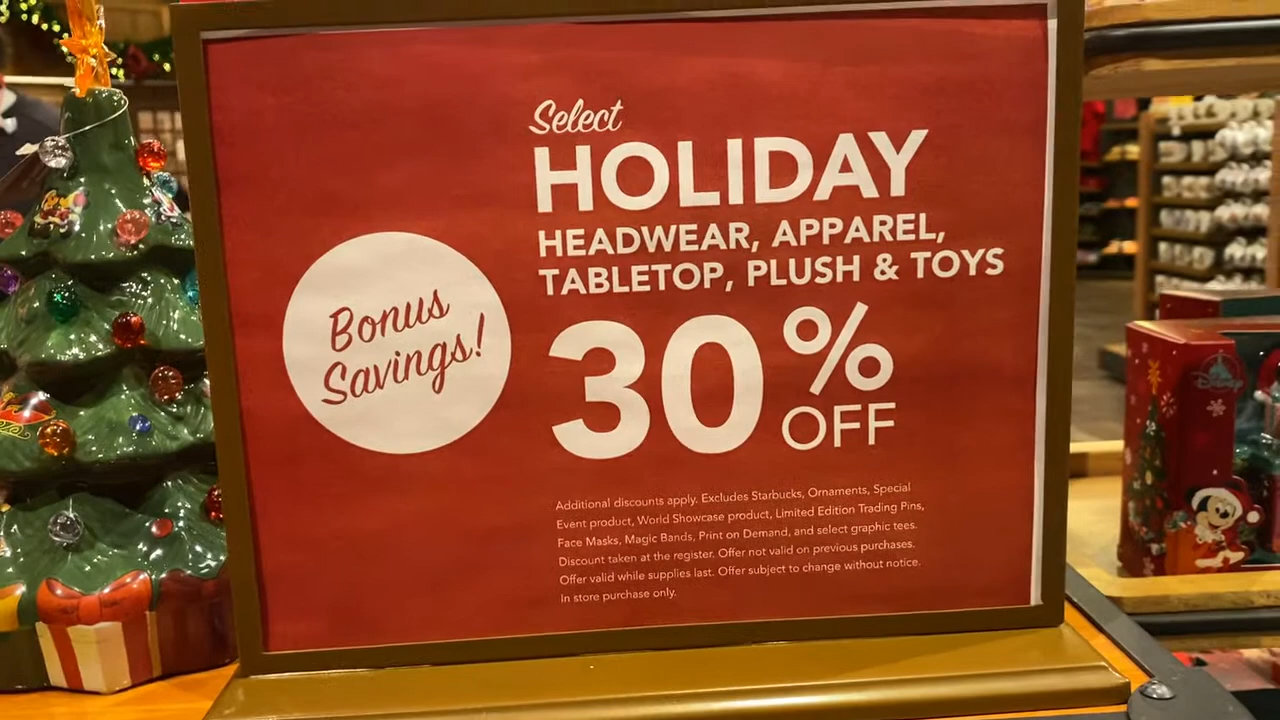 Bonus
Savings!
Select
HOLIDAY
HEADWEAR, APPAREL,
TABLETOP, PLUSH & TOYS
30%
OFF
Additional discounts apply. Excludes Starbucks, Ornaments, Special
Event product, World Showcase product, Limited Edition Trading Pins,
Face Masks, Magic Bands, Print on Demand, and select graphic tees.
Discount taken at the register. Offer not valid on previous purchases.
Offer valid while supplies last. Offer subject to change without notice.
In store purchase only.
Disney